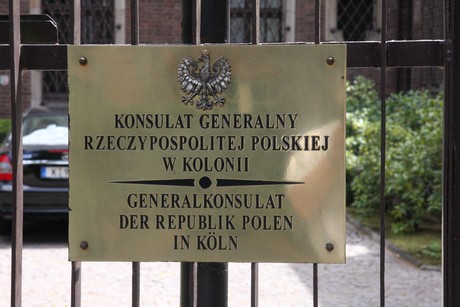 KONSULAT GENERALNY
RZECZYPOSPOLITEJ POLSKIEJ
W KOLONII
GENERALKONSULAT
DER REPUBLIK POLEN
IN KÖLN